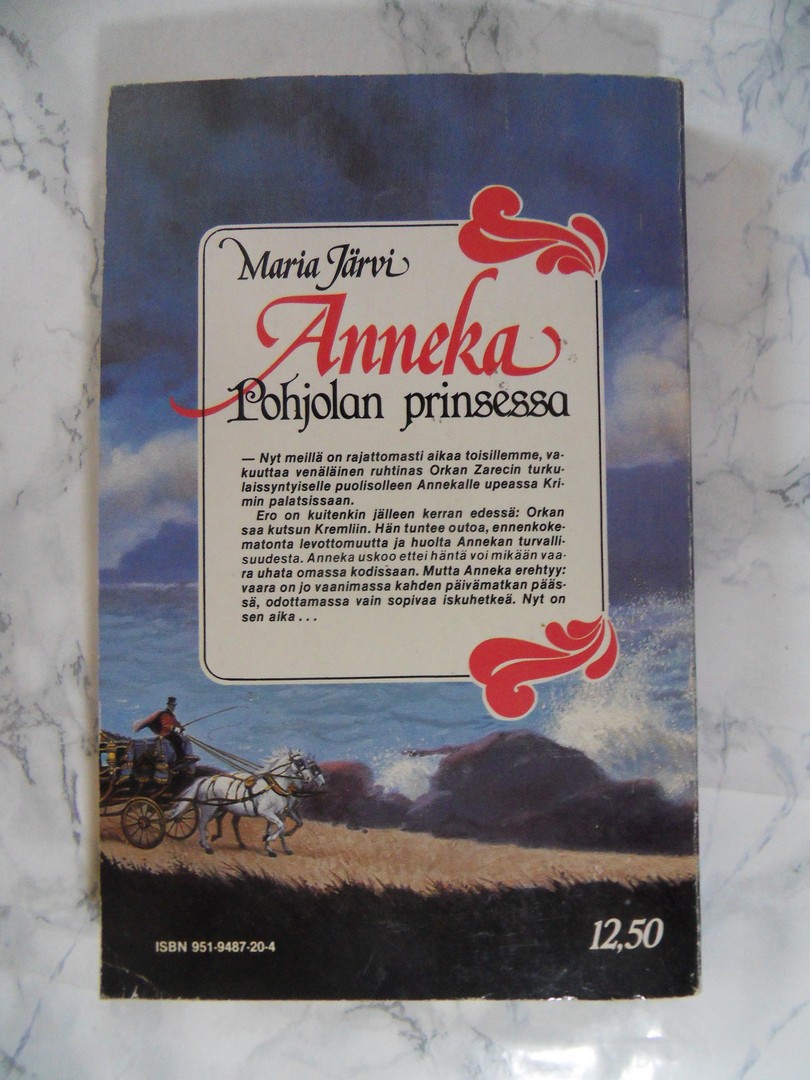 Maria Järvi
Anneka
Pohjolan prinsessa
— Nyt meillä on rajattomasti aikaa toisillemme, va-
kuuttaa venäläinen ruhtinas Orkan Zarecin turku-
laissyntyiselle puolisolleen Annekalle upeassa Kri-
min palatsissaan.
Ero on kuitenkin jälleen kerran edessä: Orkan
saa kutsun Kremliin. Hän tuntee outoa, ennenkoke-
matonta levottomuutta ja huolta Annekan turvalli-
suudesta. Anneka uskoo ettei häntä voi mikään vaa-
ra uhata omassa kodissaan. Mutta Anneka erehtyy:
vaara on jo vaanimassa kahden päivämatkan pääs-
sä, odottamassa vain sopivaa iskuhetkeä. Nyt on
sen aika...
ISBN 951-9487-20-4
12,50